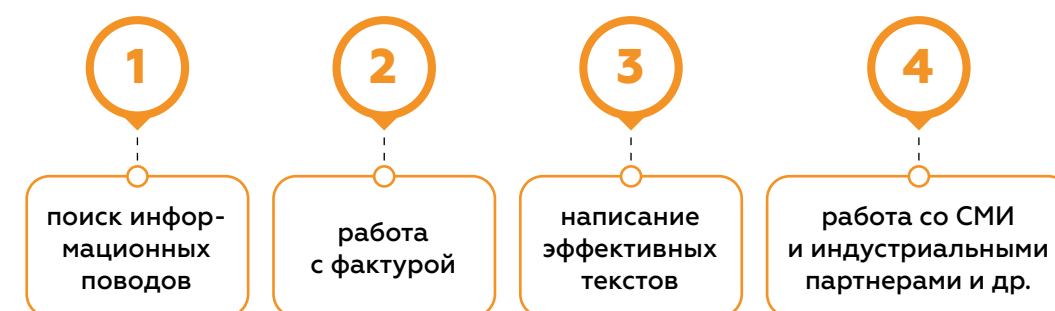 1
поиск инфор-
мационных
поводов
2
работа
с фактурой
3
написание
эффективных
текстов
4
работа со СМИ
и индустриальными
партнерами и др.